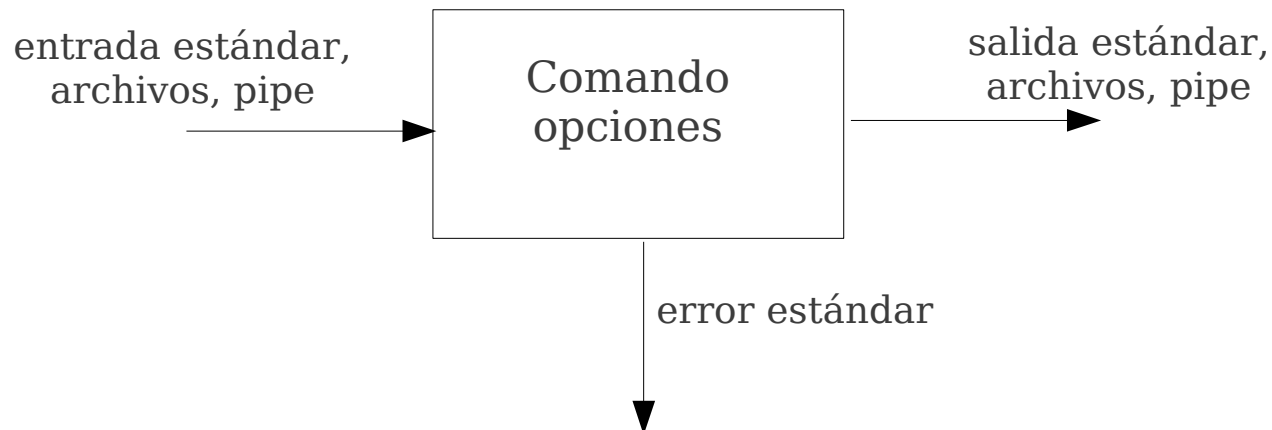 entrada estándar,
archivos, pipe
Comando
opciones
salida estándar,
archivos, pipe
error estándar